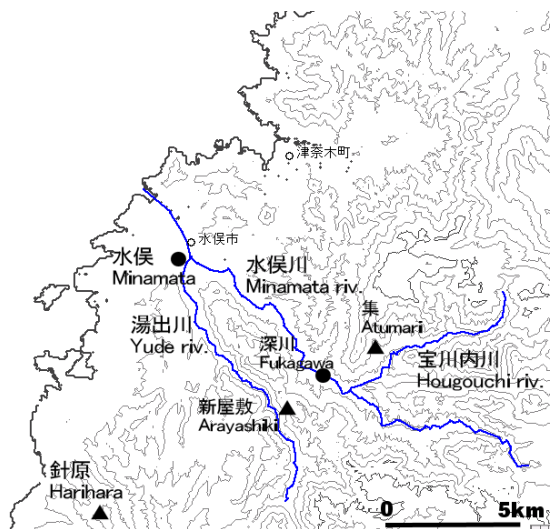 津奈木町
水俣市
水俣
Minamata
水俣川
Minamata riv.
湯出川
Yude riv.
深川
Fukagawa
集
Atumarii
宝川内川
Hougouchi riv.
新屋敷
Arayashiki
針原
Harihara
0 5km